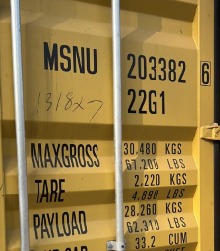 MSNU 203382 6
22G1
MAXGROSS 30.480 KGS
67.200 LBS
TARE 2.220 KGS
4.890 LBS
PAYLOAD 28.260 KGS
62.310 LBS
33.2 CUM